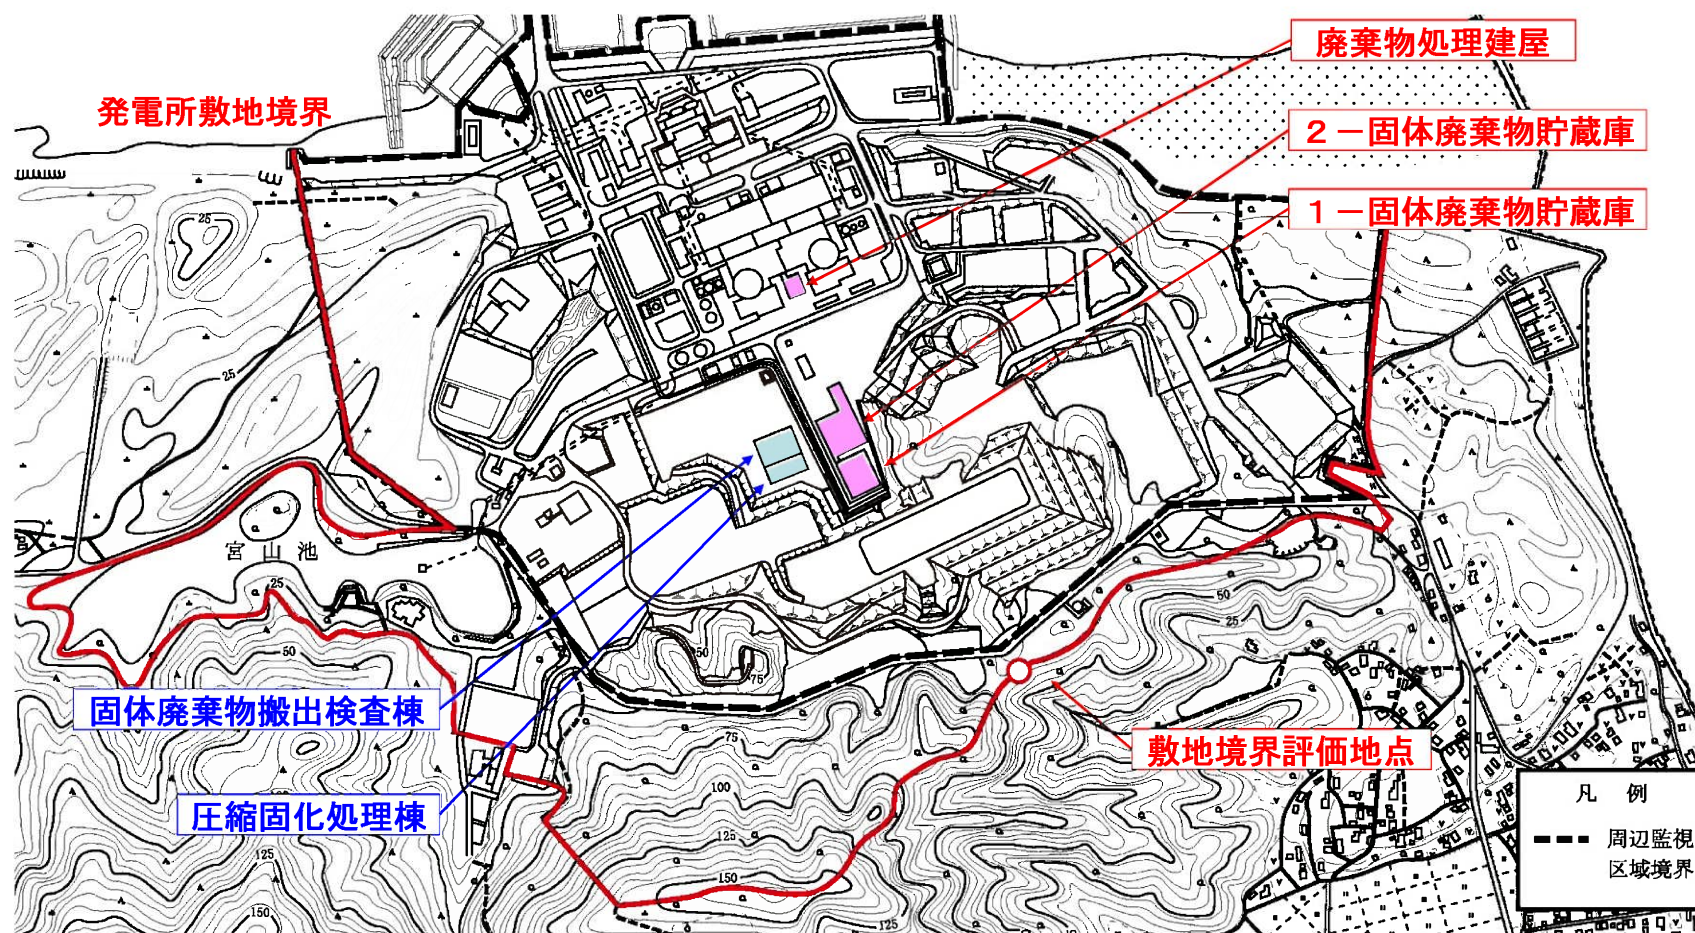 廃棄物処理建屋
発電所敷地境界
２－固体廃棄物貯蔵庫
１－固体廃棄物貯蔵庫
25
25
宮山池
25
50
50
25
50
75
固体廃棄物搬出検査棟
75
敷地境界評価地点
100
圧縮固化処理棟
125
125
150
150
125
凡 例
周辺監視
区域境界